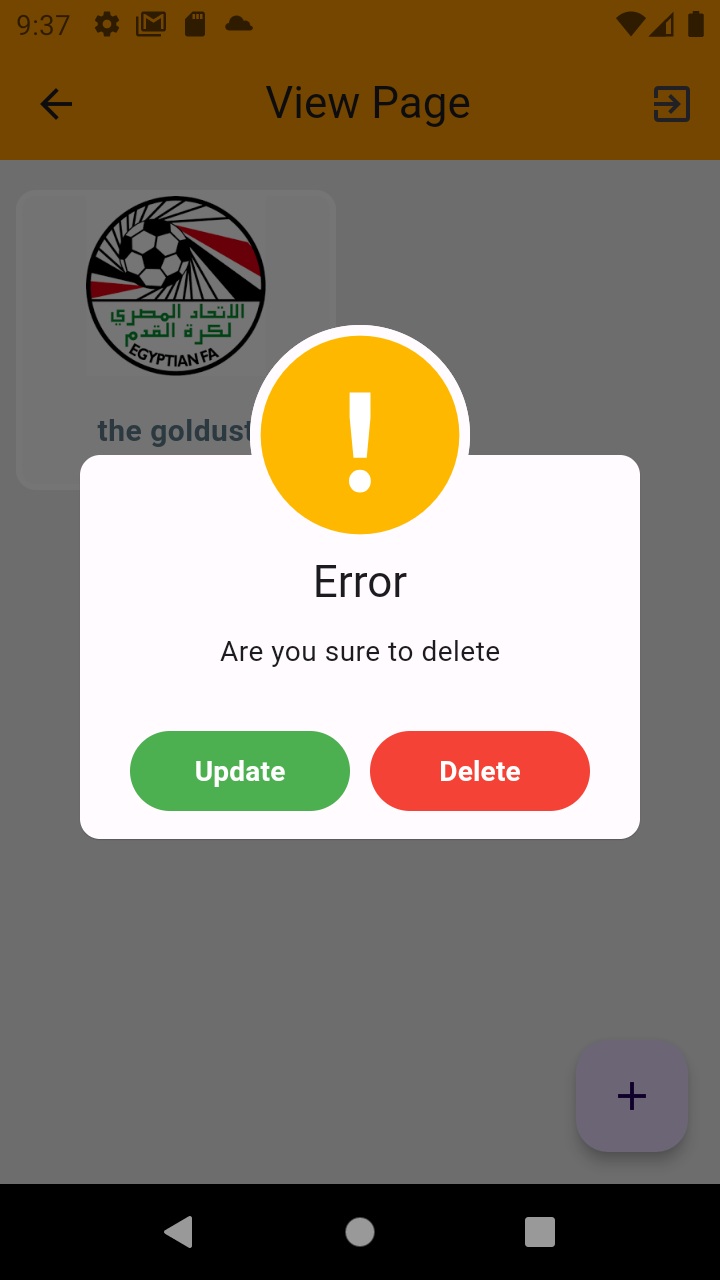 9:37
View Page
الاتحاد المصري
لكرة القدم
EGYPTIAN FA
the goldust
!
Error
Are you sure to delete
Update
Delete